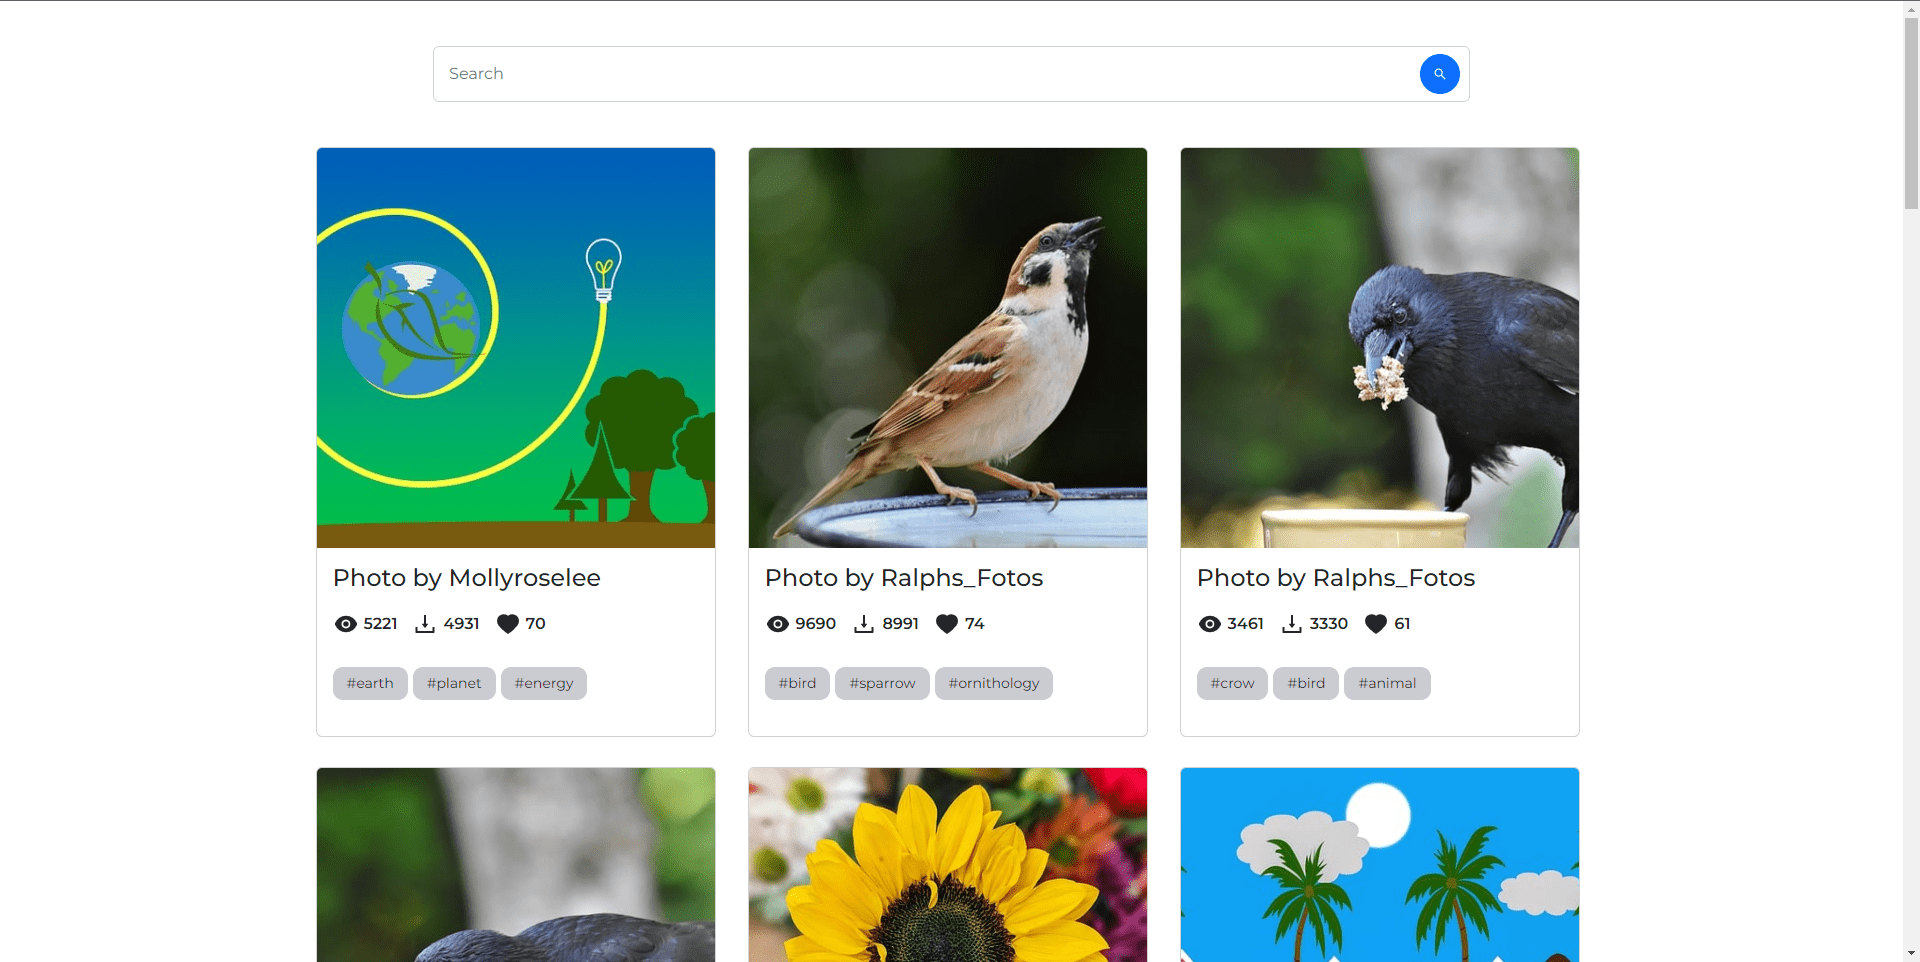 Search
Photo by Mollyroselee
5221 4931 70
#earth #planet #energy
Photo by Ralphs_Fotos
9690 8991 74
#bird #sparrow #ornithology
Photo by Ralphs_Fotos
3461 3330 61
#crow #bird #animal